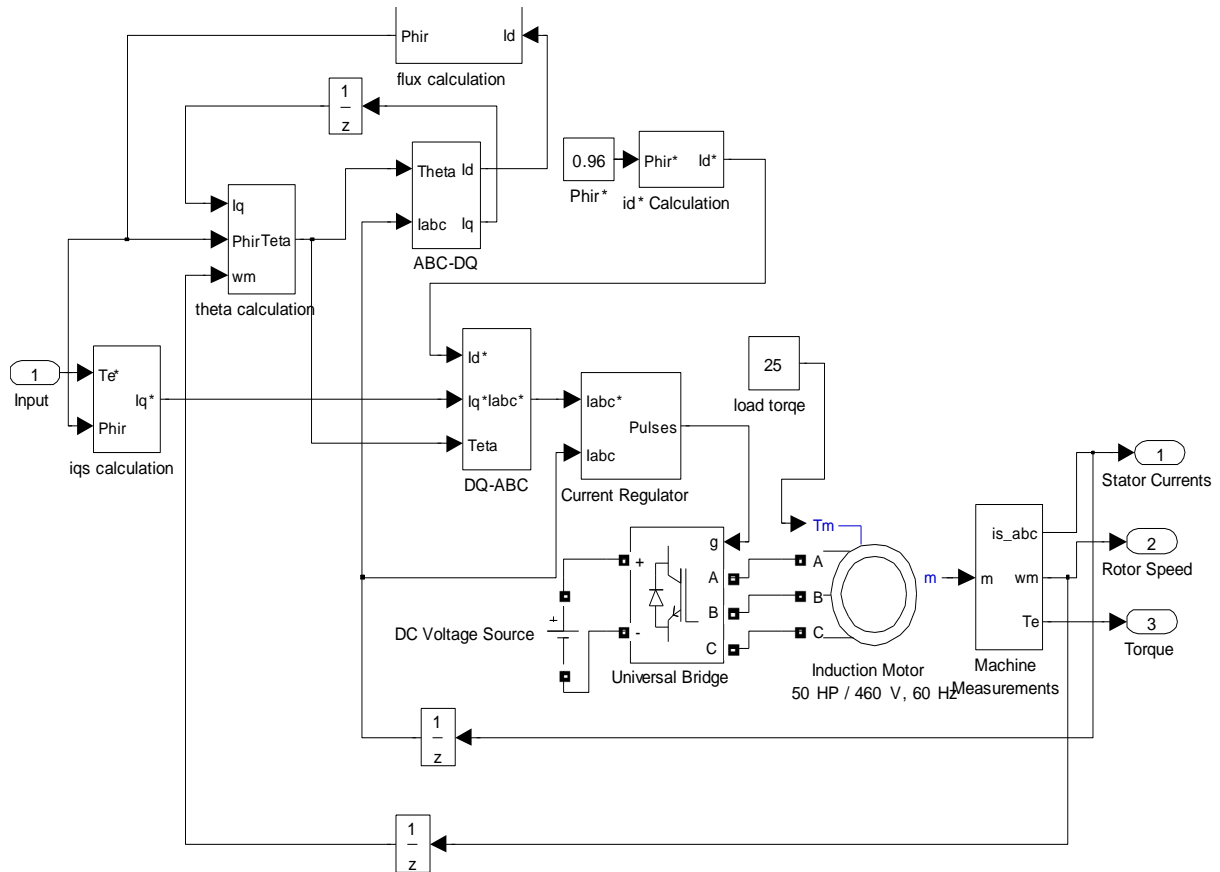 Phir Id
flux calculation
1
z
Theta Id
Iabc Iq
ABC-DQ
0.96
Phir*
Phir* Id*
id* Calculation
Iq
Phir Teta
wm
theta calculation
1
Input
Te*
Iq*
Phir
iqs calculation
Id*
Iq* Iabc*
Teta
DQ-ABC
Iabc*
Pulses
Iabc
Current Regulator
25
load torqe
1
Stator Currents
2
Rotor Speed
3
Torque
Tm
A
B
C
m
Induction Motor
50 HP / 460 V, 60 Hz
m
is_abc
wm
Te
Machine
Measurements
g
+
A
B
-
C
Universal Bridge
+
DC Voltage Source
1
z
1
z